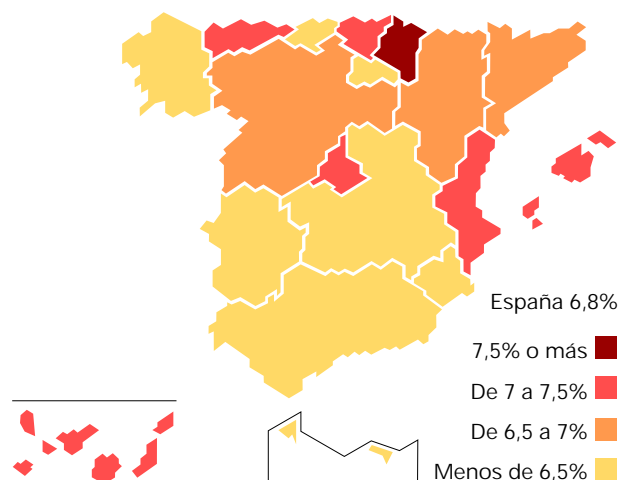 España 6,8%
7,5% o más
De 7 a 7,5%
De 6,5 a 7%
Menos de 6,5%